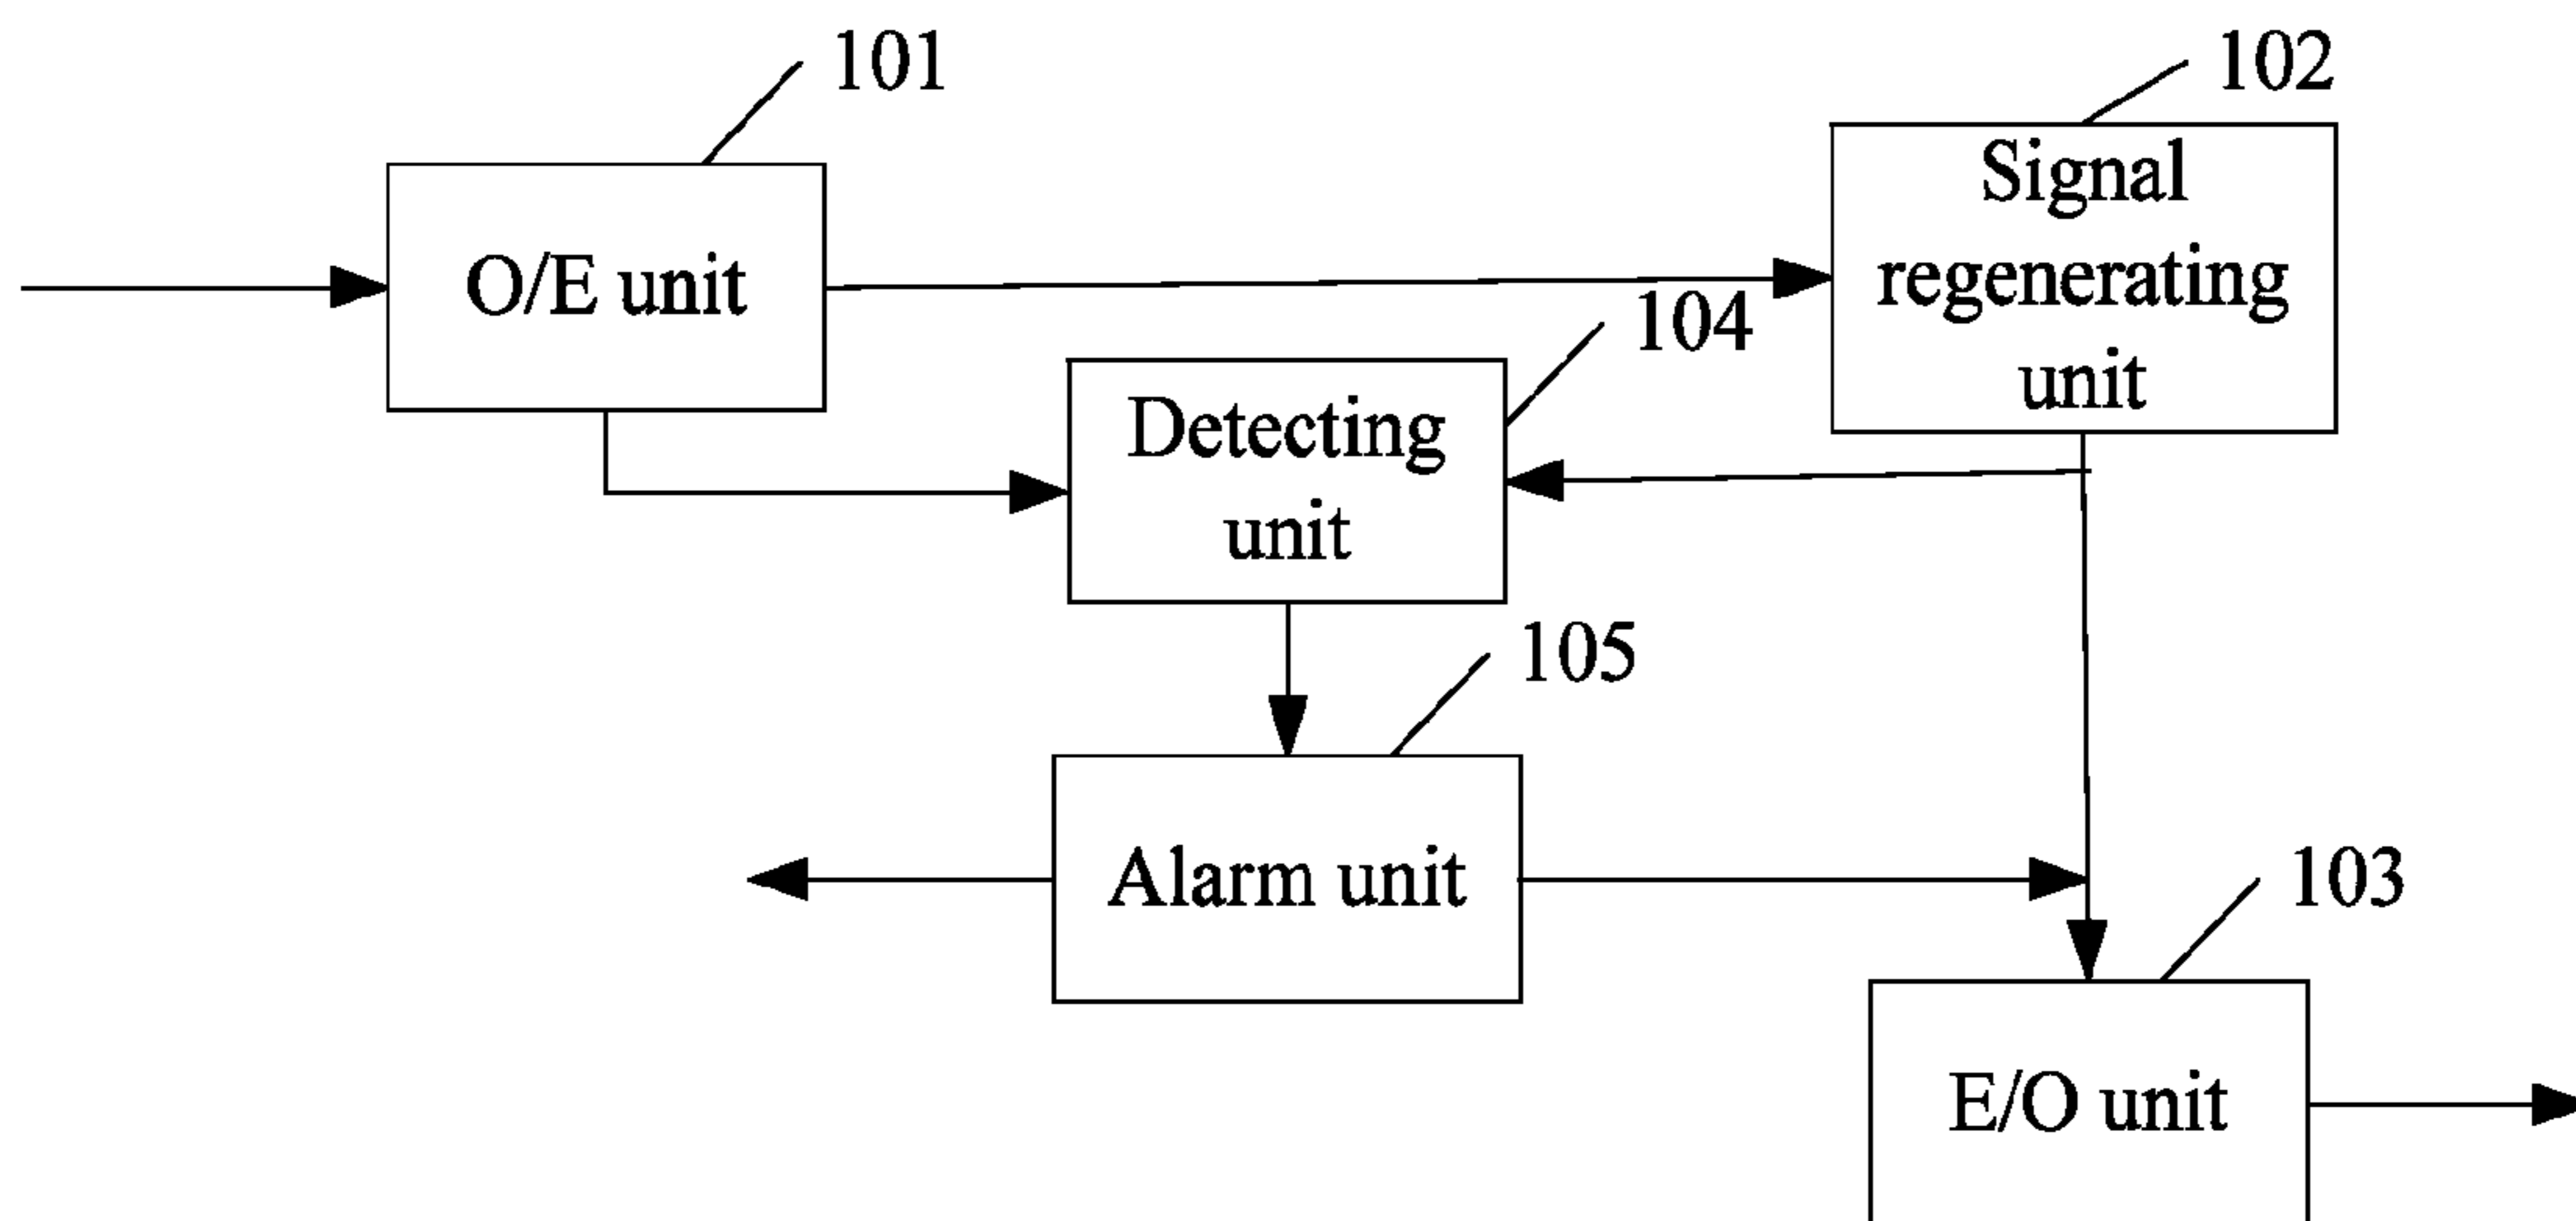 101
102
O/E unit
Signal
regenerating
unit
104
Detecting
unit
105
Alarm unit
103
E/O unit